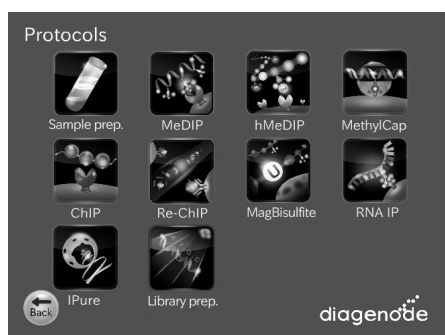 Protocols
Sample prep.
MeDIP
hMeDIP
MethylCap
ChIP
Re-ChIP
MagBisulfite
RNA IP
U
IPure
Library prep.
Back
diagenode